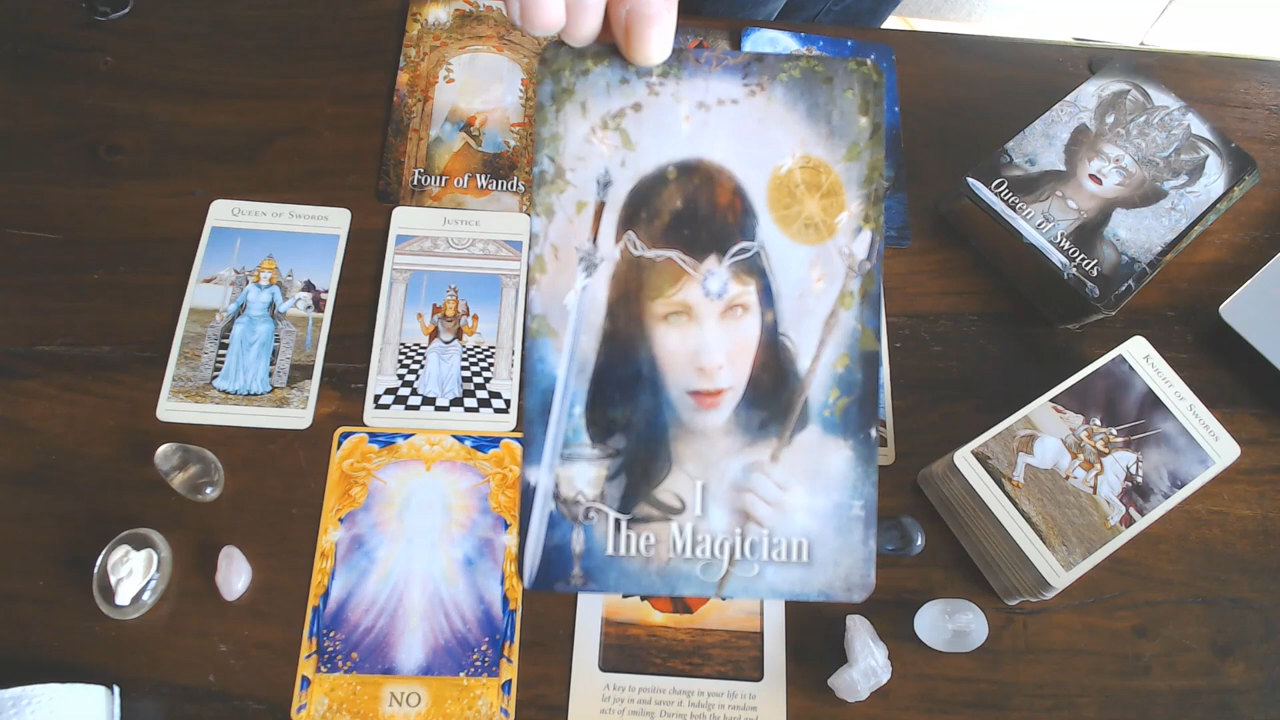 Four of Wands
Queen of Swords
Queen of Swords
Justice
Knight of Swords
I
The Magician
NO
A key to positive change in your life is to
let joy in and savor it. Indulge in random
acts of smiling. During both the hard and